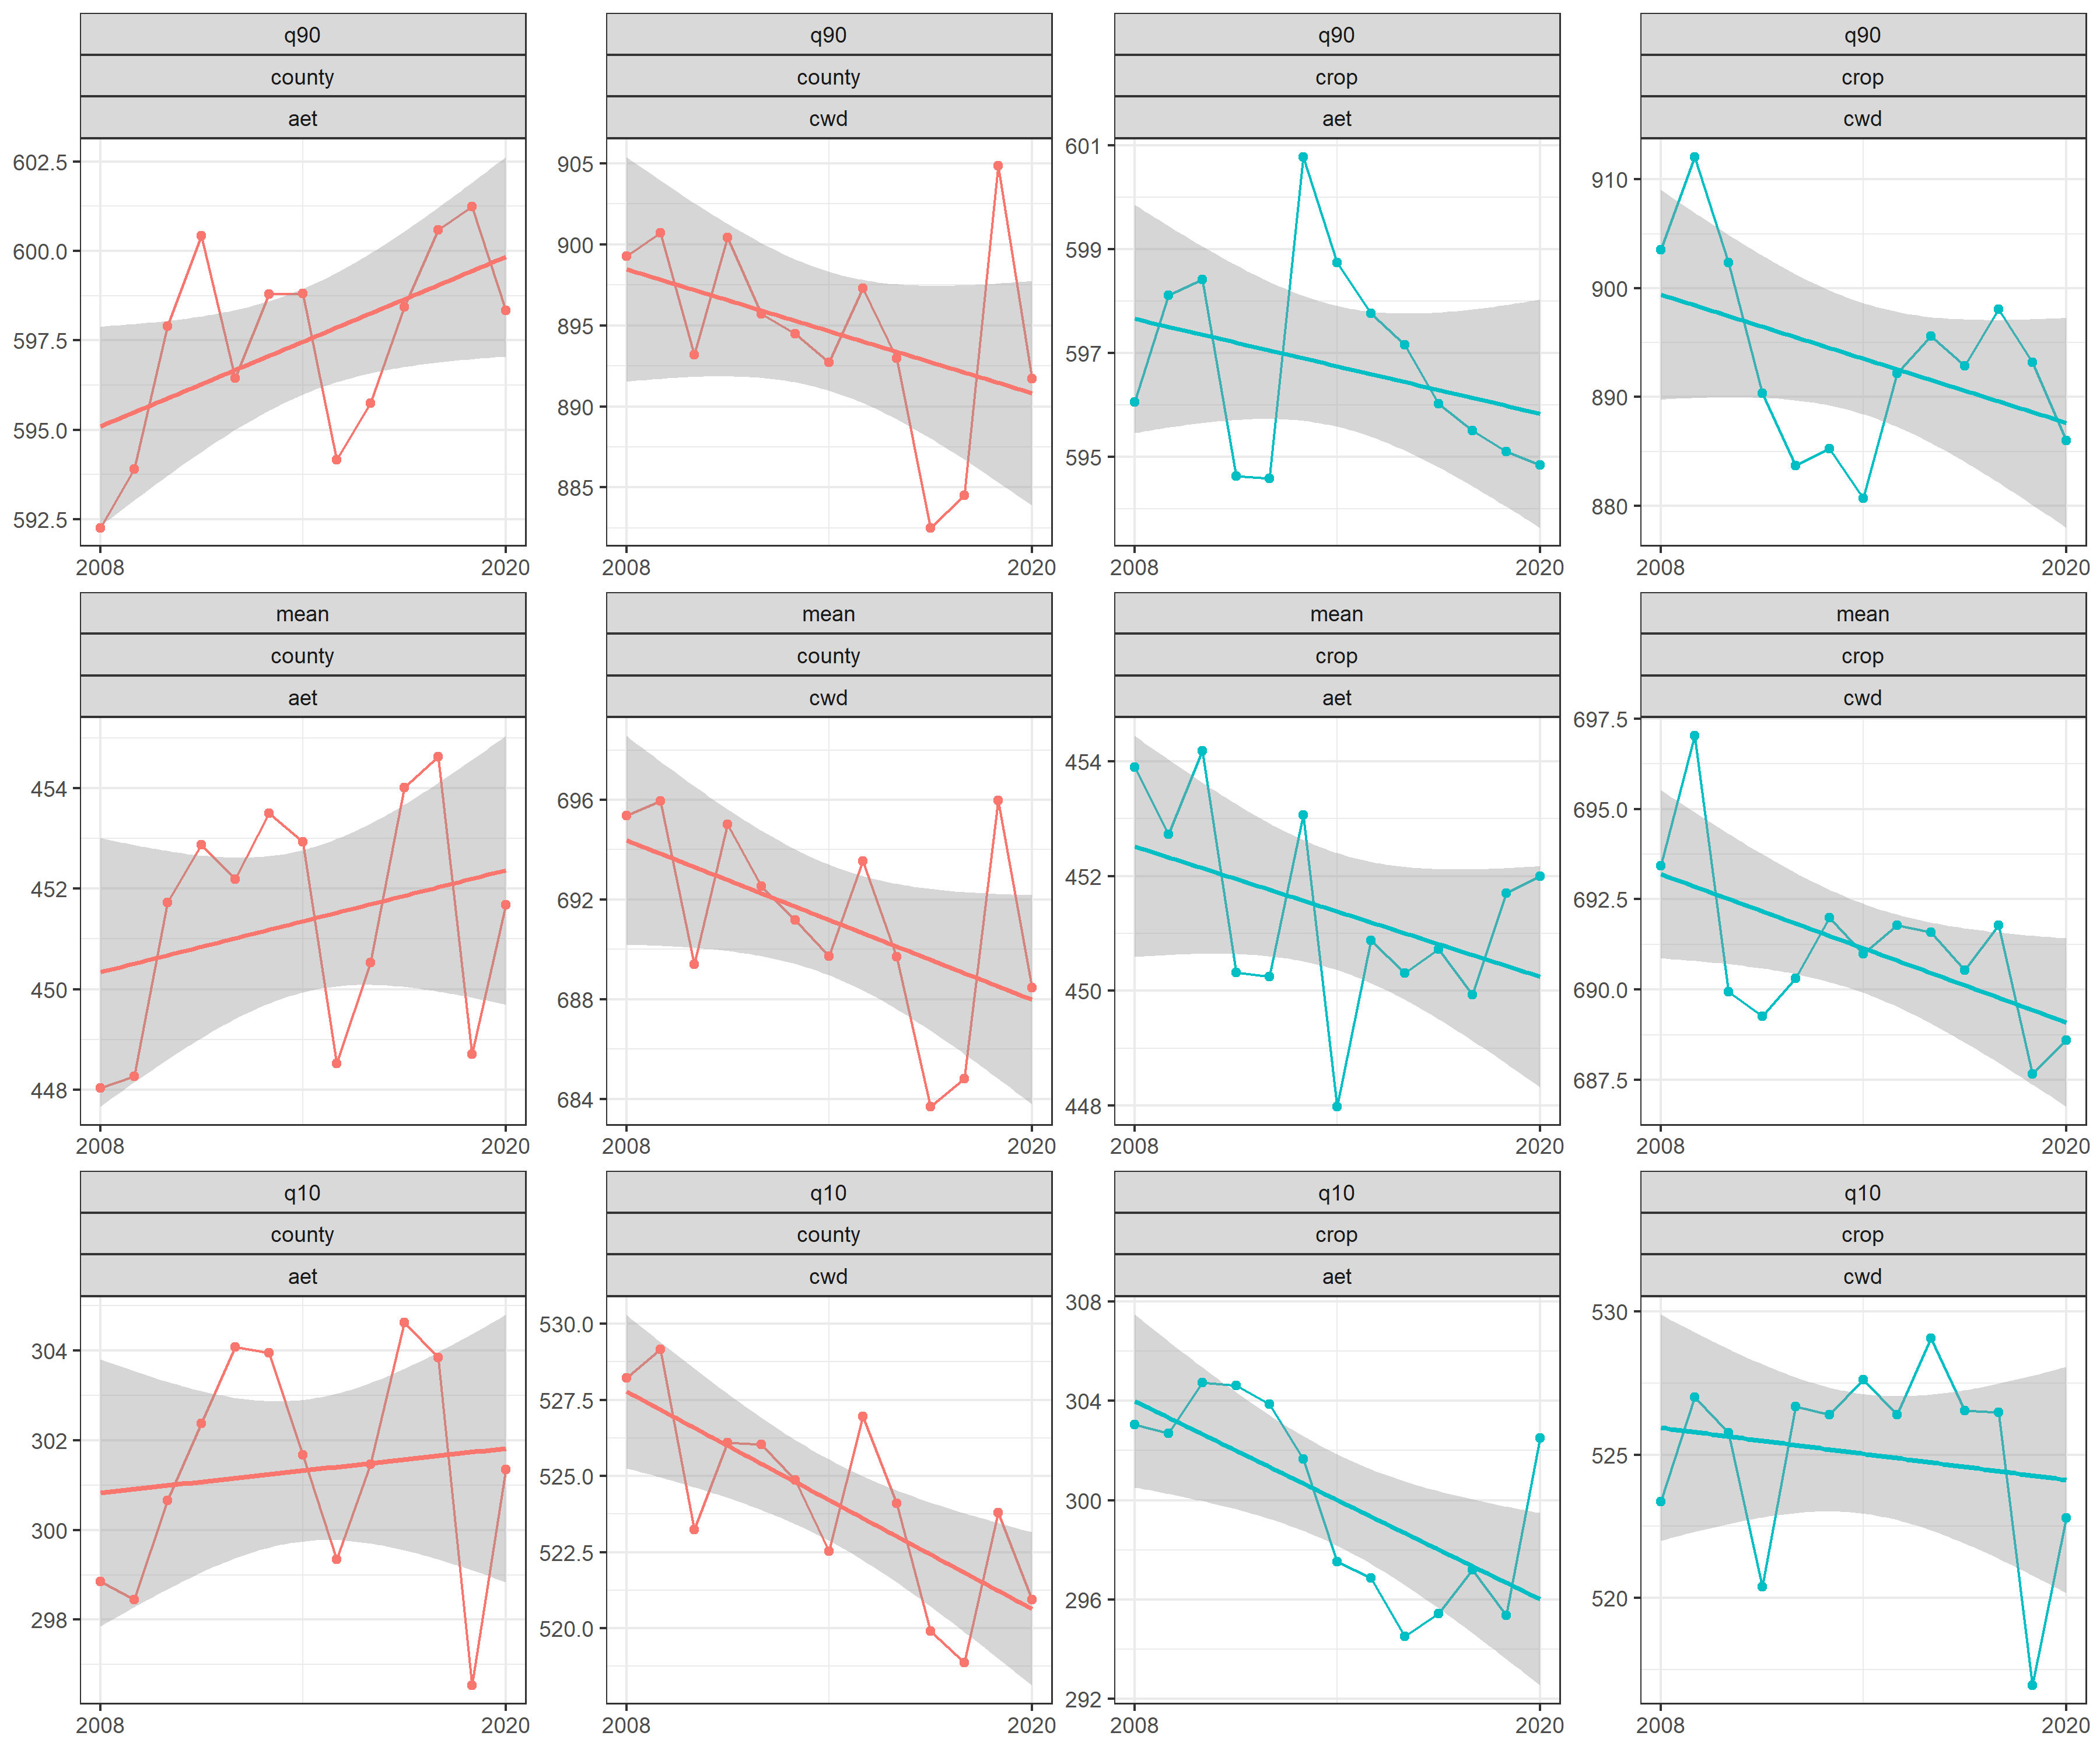 q90 q90 q90 q90
county county crop crop
aet cwd aet cwd
602.5 905 601 910
600.0 900 599 900
597.5 895 597 890
595.0 890 595 880
592.5 885
2008 2020 2008 2020 2008 2020 2008 2020
mean mean mean mean
county county crop crop
aet cwd aet cwd
454 696 454 697.5
452 692 452 695.0
450 688 450 692.5
448 684 448 690.0
687.5
2008 2020 2008 2020 2008 2020 2008 2020
q10 q10 q10 q10
county county crop crop
aet cwd aet cwd
304 530.0 308 530
302 527.5 304 525
300 525.0 300 520
298 522.5 296
520.0 292
2008 2020 2008 2020 2008 2020 2008 2020